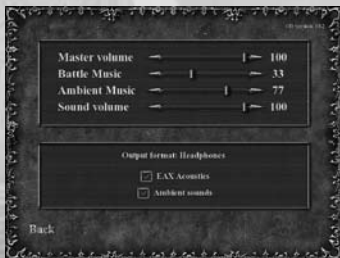 Master volume 100
Battle Music 33
Ambient Music 77
Sound volume 100
Output format: Headphones
EAX Acoustics
Ambient sounds
Back